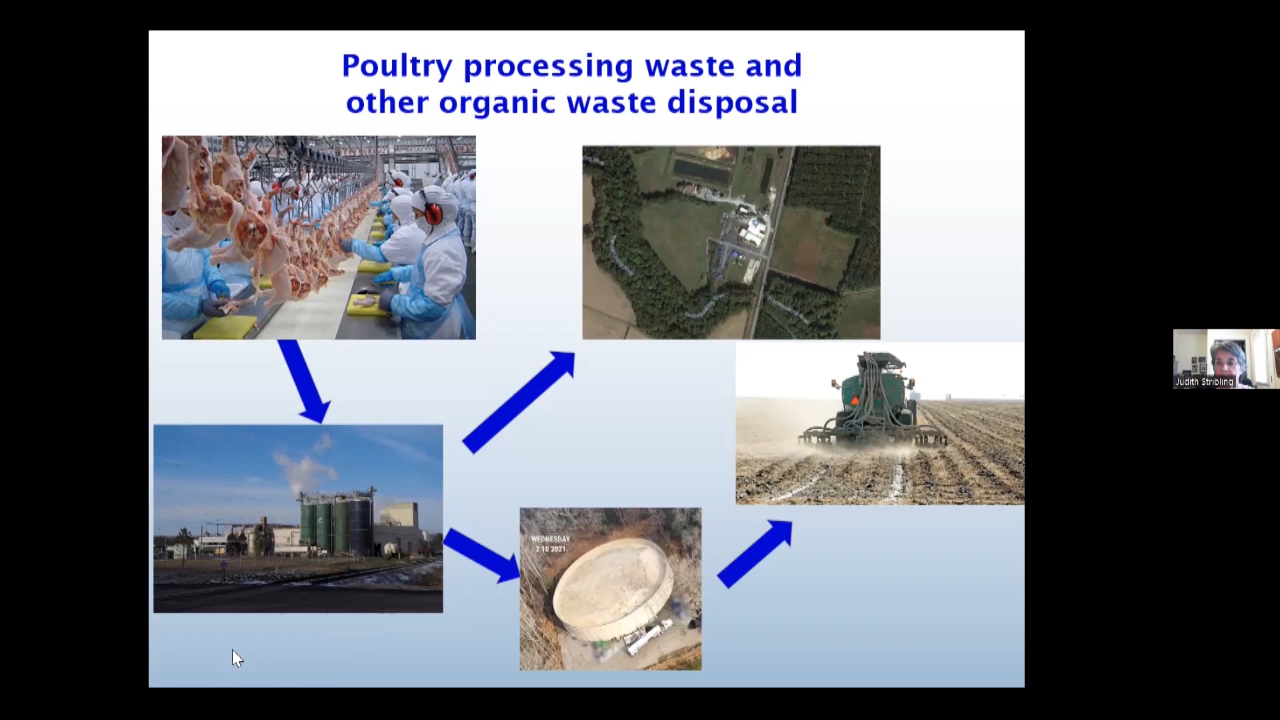 Poultry processing waste and
other organic waste disposal
WEDNESDAY
2 10 2021
Judith Stribling